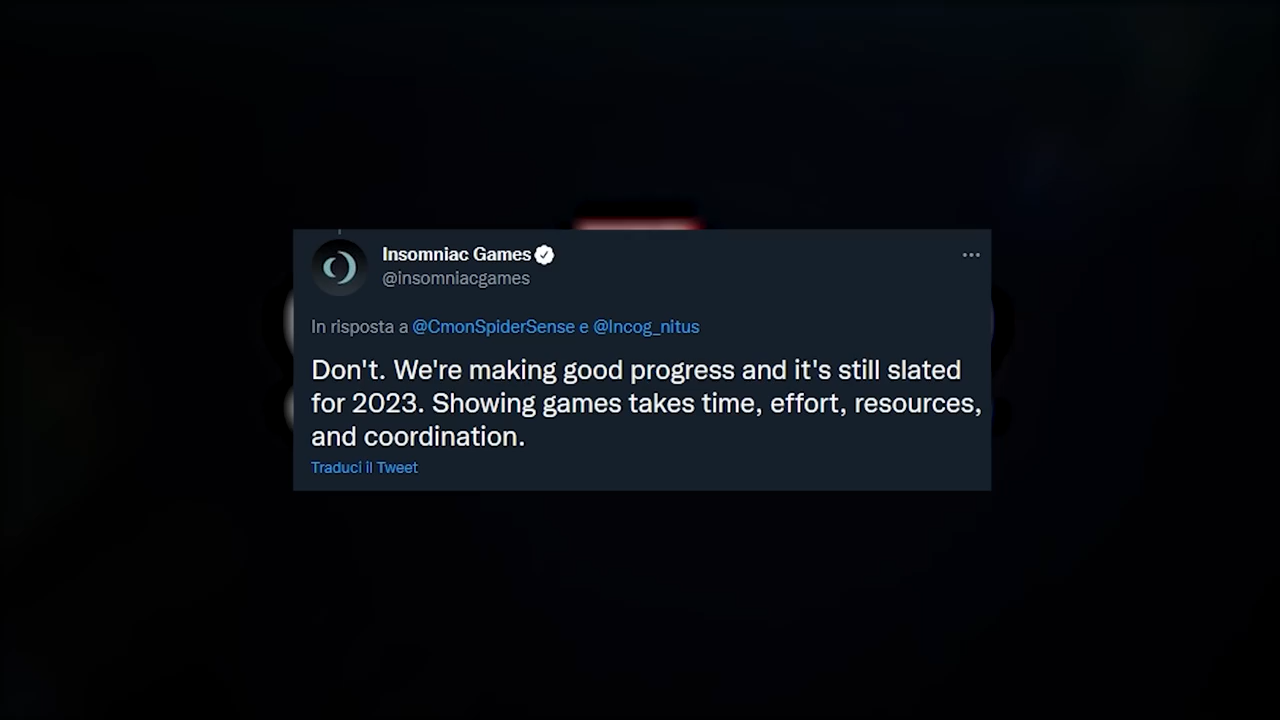 Insomniac Games
@insomniacgames
In risposta a @CmonSpiderSense e @Incog_nitus
Don't. We're making good progress and it's still slated
for 2023. Showing games takes time, effort, resources,
and coordination.
Traduci il Tweet